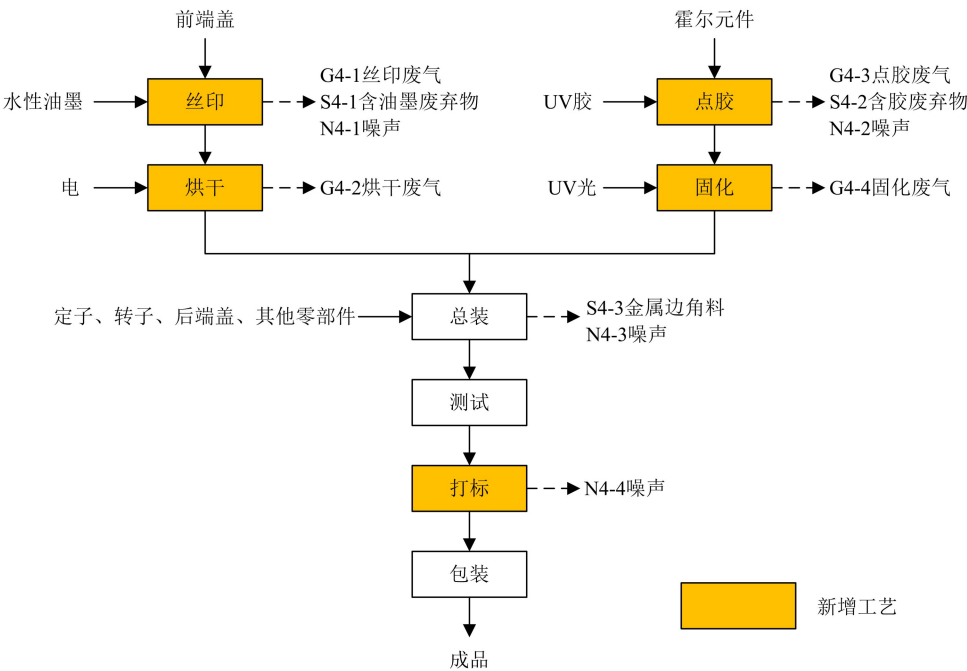 前端盖
霍尔元件
水性油墨
丝印
G4-1丝印废气
S4-1含油墨废弃物
N4-1噪声
UV胶
点胶
G4-3点胶废气
S4-2含胶废弃物
N4-2噪声
电
烘干
G4-2烘干废气
UV光
固化
G4-4固化废气
定子、转子、后端盖、其他零部件
总装
S4-3金属边角料
N4-3噪声
测试
打标
N4-4噪声
包装
新增工艺
成品